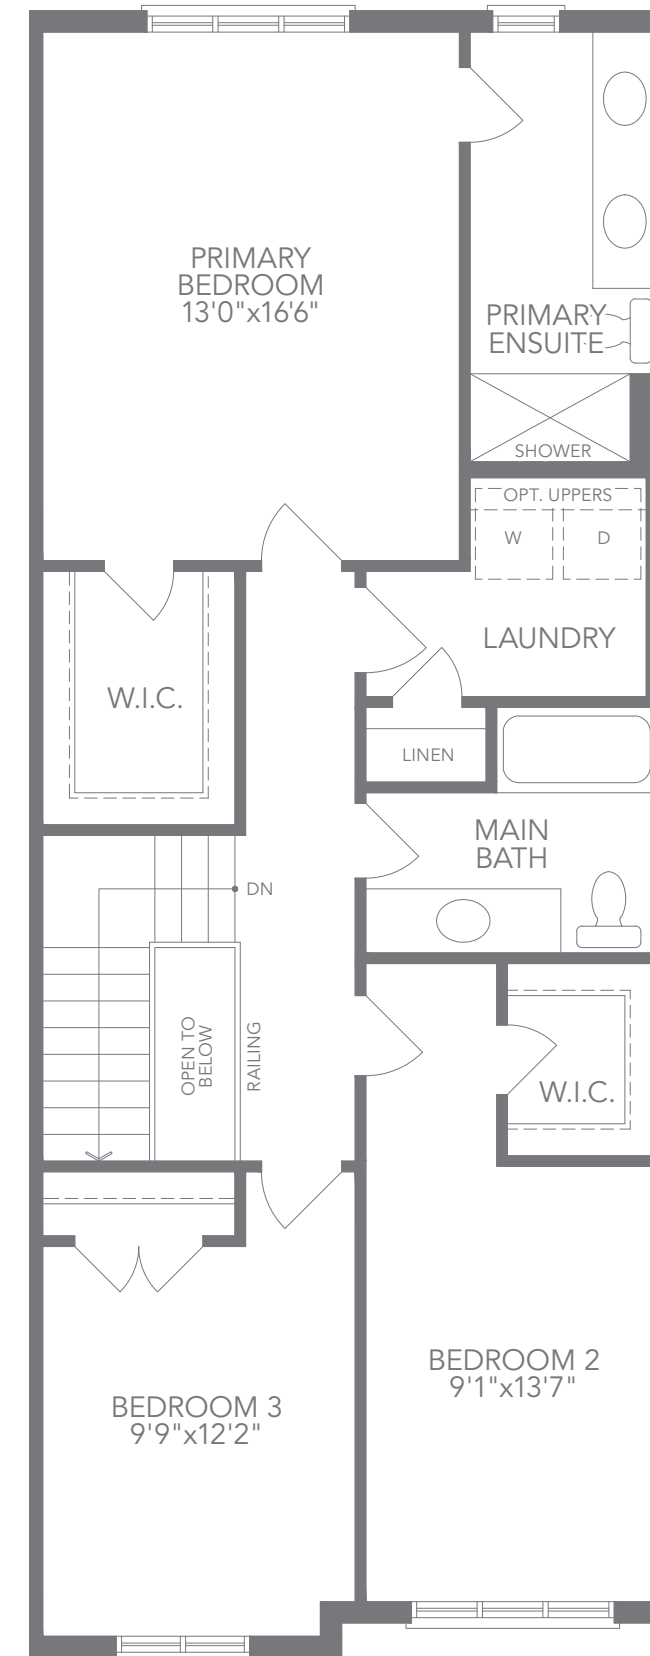 PRIMARY
BEDROOM
13'0"x16'6"
PRIMARY
ENSUITE
SHOWER
OPT. UPPERS
W
D
LAUNDRY
W.I.C.
LINEN
MAIN
BATH
DN
OPEN TO
BELOW
RAILING
W.I.C.
BEDROOM 2
9'1"x13'7"
BEDROOM 3
9'9"x12'2"